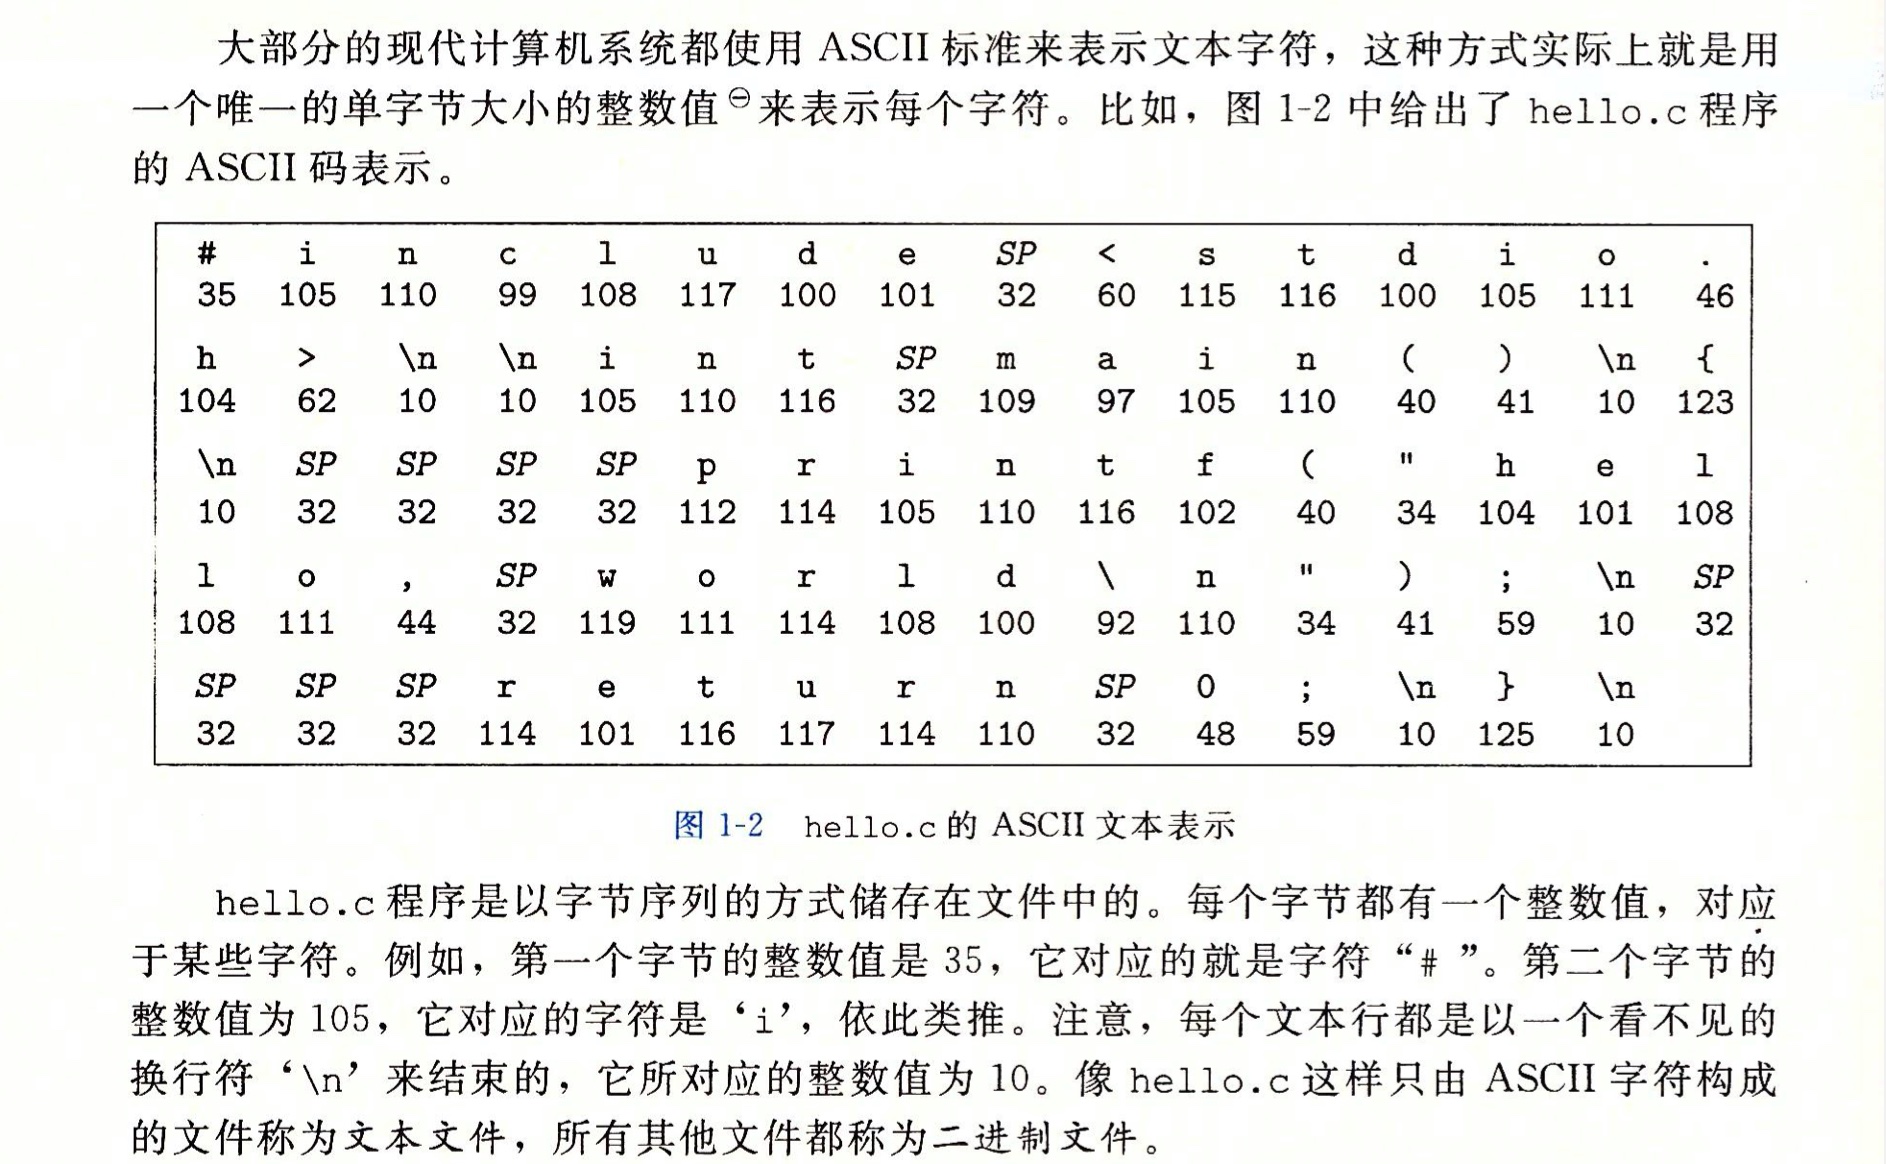 大部分的现代计算机系统都使用 ASCII 标准来表示文本字符，这种方式实际上就是用
一个唯一的单字节大小的整数值㊀来表示每个字符。比如，图 1-2 中给出了 hello.c 程序
的 ASCII 码表示。
# i n c l u d e SP < s t d i o .
35 105 110 99 108 117 100 101 32 60 115 116 100 105 111 46
h > \n \n i n t SP m a i n ( ) \n {
104 62 10 10 105 110 116 32 109 97 105 110 40 41 10 123
\n SP SP SP SP p r i n t f ( " h e l
10 32 32 32 32 112 114 105 110 116 102 40 34 104 101 108
l o , SP w o r l d \ n " ) ; \n SP
108 111 44 32 119 111 114 108 100 92 110 34 41 59 10 32
SP SP SP r e t u r n SP 0 ; \n } \n
32 32 32 114 101 116 117 114 110 32 48 59 10 125 10
图 1-2 hello.c 的 ASCII 文本表示
hello.c 程序是以字节序列的方式储存在文件中的。每个字节都有一个整数值，对应
于某些字符。例如，第一个字节的整数值是 35，它对应的就是字符“# ”。第二个字节的
整数值为 105，它对应的字符是‘i’，依此类推。注意，每个文本行都是以一个看不见的
换行符‘\n’来结束的，它所对应的整数值为 10。像 hello.c 这样只由 ASCII 字符构成
的文件称为文本文件，所有其他文件都称为二进制文件。